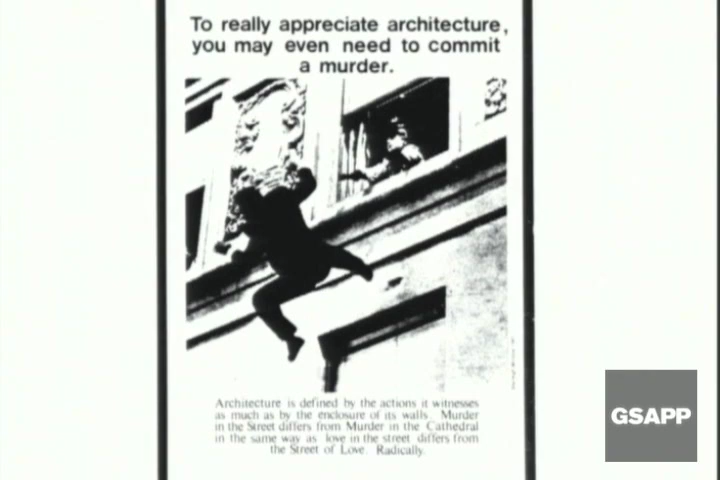 To really appreciate architecture,
you may even need to commit
a murder.
Architecture is defined by the actions it witnesses
as much as by the enclosure of its walls. Murder
in the Street differs from Murder in the Cathedral
in the same way as love in the street differs from
the Street of Love. Radically.
GSAPP